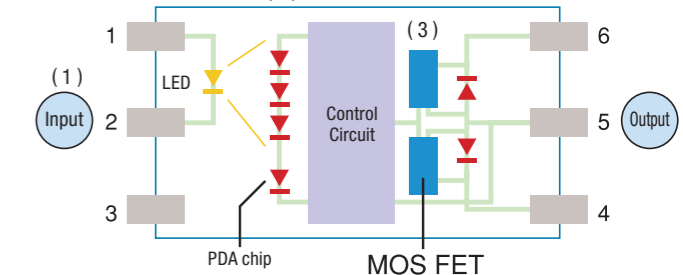 1
( 3 )
6
LED
( 1 )
Input
2
Control
Circuit
5
Output
3
4
PDA chip
MOS FET